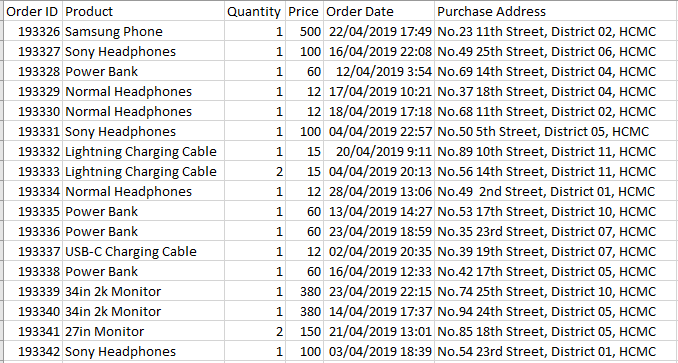 Order ID Product Quantity Price Order Date Purchase Address
193326 Samsung Phone 1 500 22/04/2019 17:49 No.23 11th Street, District 02, HCMC
193327 Sony Headphones 1 100 16/04/2019 22:08 No.49 25th Street, District 06, HCMC
193328 Power Bank 1 60 12/04/2019 3:54 No.69 14th Street, District 04, HCMC
193329 Normal Headphones 1 12 17/04/2019 10:21 No.37 18th Street, District 04, HCMC
193330 Normal Headphones 1 12 18/04/2019 17:18 No.68 11th Street, District 02, HCMC
193331 Sony Headphones 1 100 04/04/2019 22:57 No.50 5th Street, District 05, HCMC
193332 Lightning Charging Cable 1 15 20/04/2019 9:11 No.89 10th Street, District 11, HCMC
193333 Lightning Charging Cable 2 15 04/04/2019 20:13 No.56 14th Street, District 11, HCMC
193334 Normal Headphones 1 12 28/04/2019 13:06 No.49 2nd Street, District 01, HCMC
193335 Power Bank 1 60 13/04/2019 14:27 No.53 17th Street, District 10, HCMC
193336 Power Bank 1 60 23/04/2019 18:59 No.35 23rd Street, District 07, HCMC
193337 USB-C Charging Cable 1 12 02/04/2019 20:35 No.39 19th Street, District 07, HCMC
193338 Power Bank 1 60 16/04/2019 12:33 No.42 17th Street, District 05, HCMC
193339 34in 2k Monitor 1 380 23/04/2019 22:15 No.74 25th Street, District 10, HCMC
193340 34in 2k Monitor 1 380 14/04/2019 17:37 No.94 24th Street, District 05, HCMC
193341 27in Monitor 2 150 21/04/2019 13:01 No.85 18th Street, District 05, HCMC
193342 Sony Headphones 1 100 03/04/2019 18:39 No.54 23rd Street, District 01, HCMC